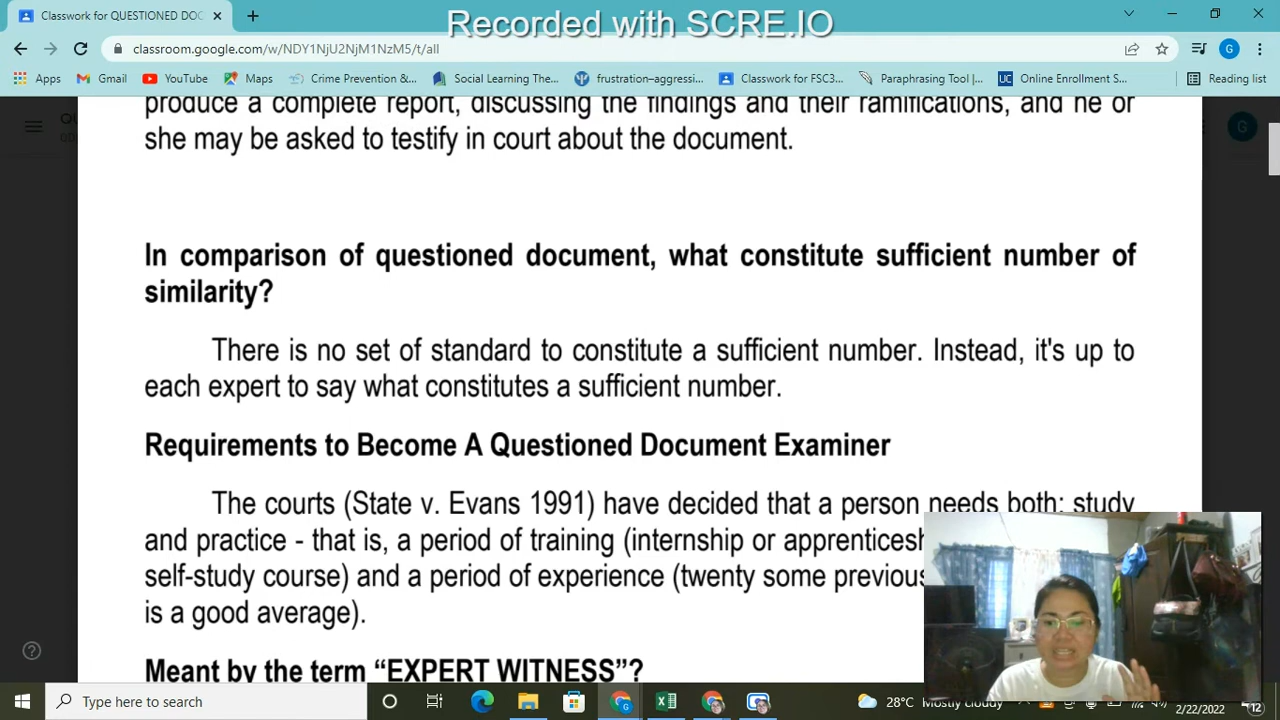 Recorded with SCRE.IO
Classwork for QUESTIONED DOC
classroom.google.com/w/NDY1NjU2NjM1NzM5/t/all
G
Apps
Gmail
YouTube
Maps
Crime Prevention &...
Social Learning The...
frustration–aggressi...
Classwork for FSC3...
Paraphrasing Tool |...
UC Online Enrollment S...
Reading list
produce a complete report, discussing the findings and their ramifications, and he or
she may be asked to testify in court about the document.
G
In comparison of questioned document, what constitute sufficient number of
similarity?
There is no set of standard to constitute a sufficient number. Instead, it's up to
each expert to say what constitutes a sufficient number.
Requirements to Become A Questioned Document Examiner
The courts (State v. Evans 1991) have decided that a person needs both: study
and practice - that is, a period of training (internship or apprenticesh
self-study course) and a period of experience (twenty some previous
is a good average).
Meant by the term “EXPERT WITNESS”?
Type here to search
28°C Mostly cloudy
2/22/2022
12